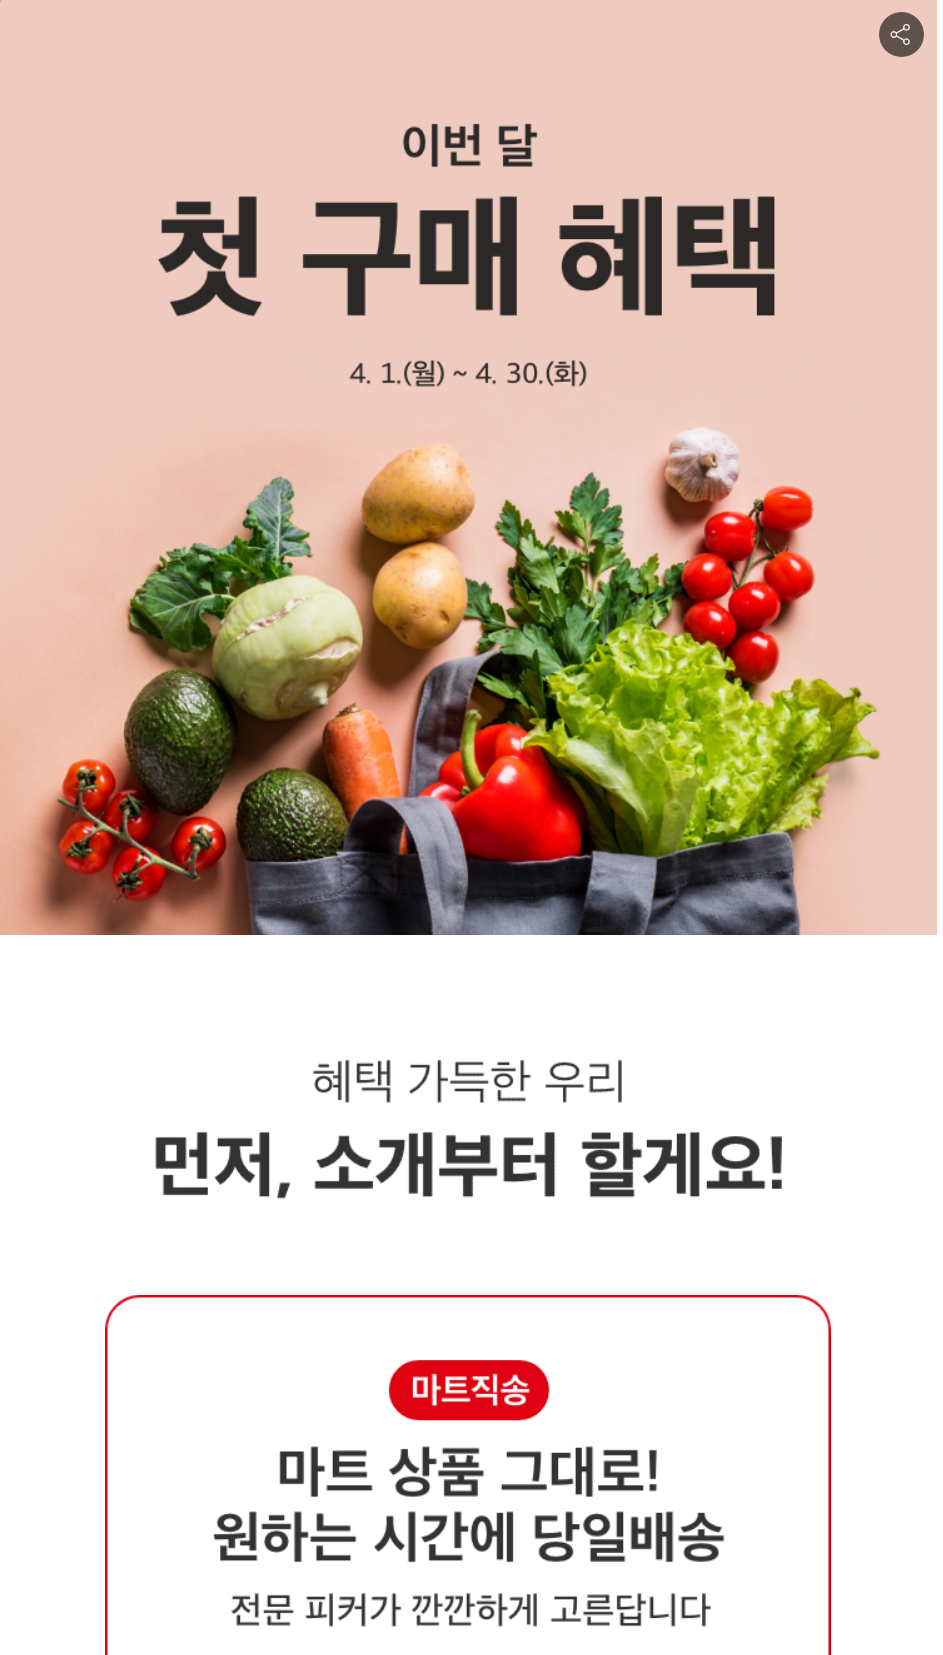 이번 달
첫 구매 혜택
4. 1.(월) ~ 4. 30.(화)
혜택 가득한 우리
먼저, 소개부터 할게요!
마트직송
마트 상품 그대로!
원하는 시간에 당일배송
전문 피커가 깐깐하게 고른답니다